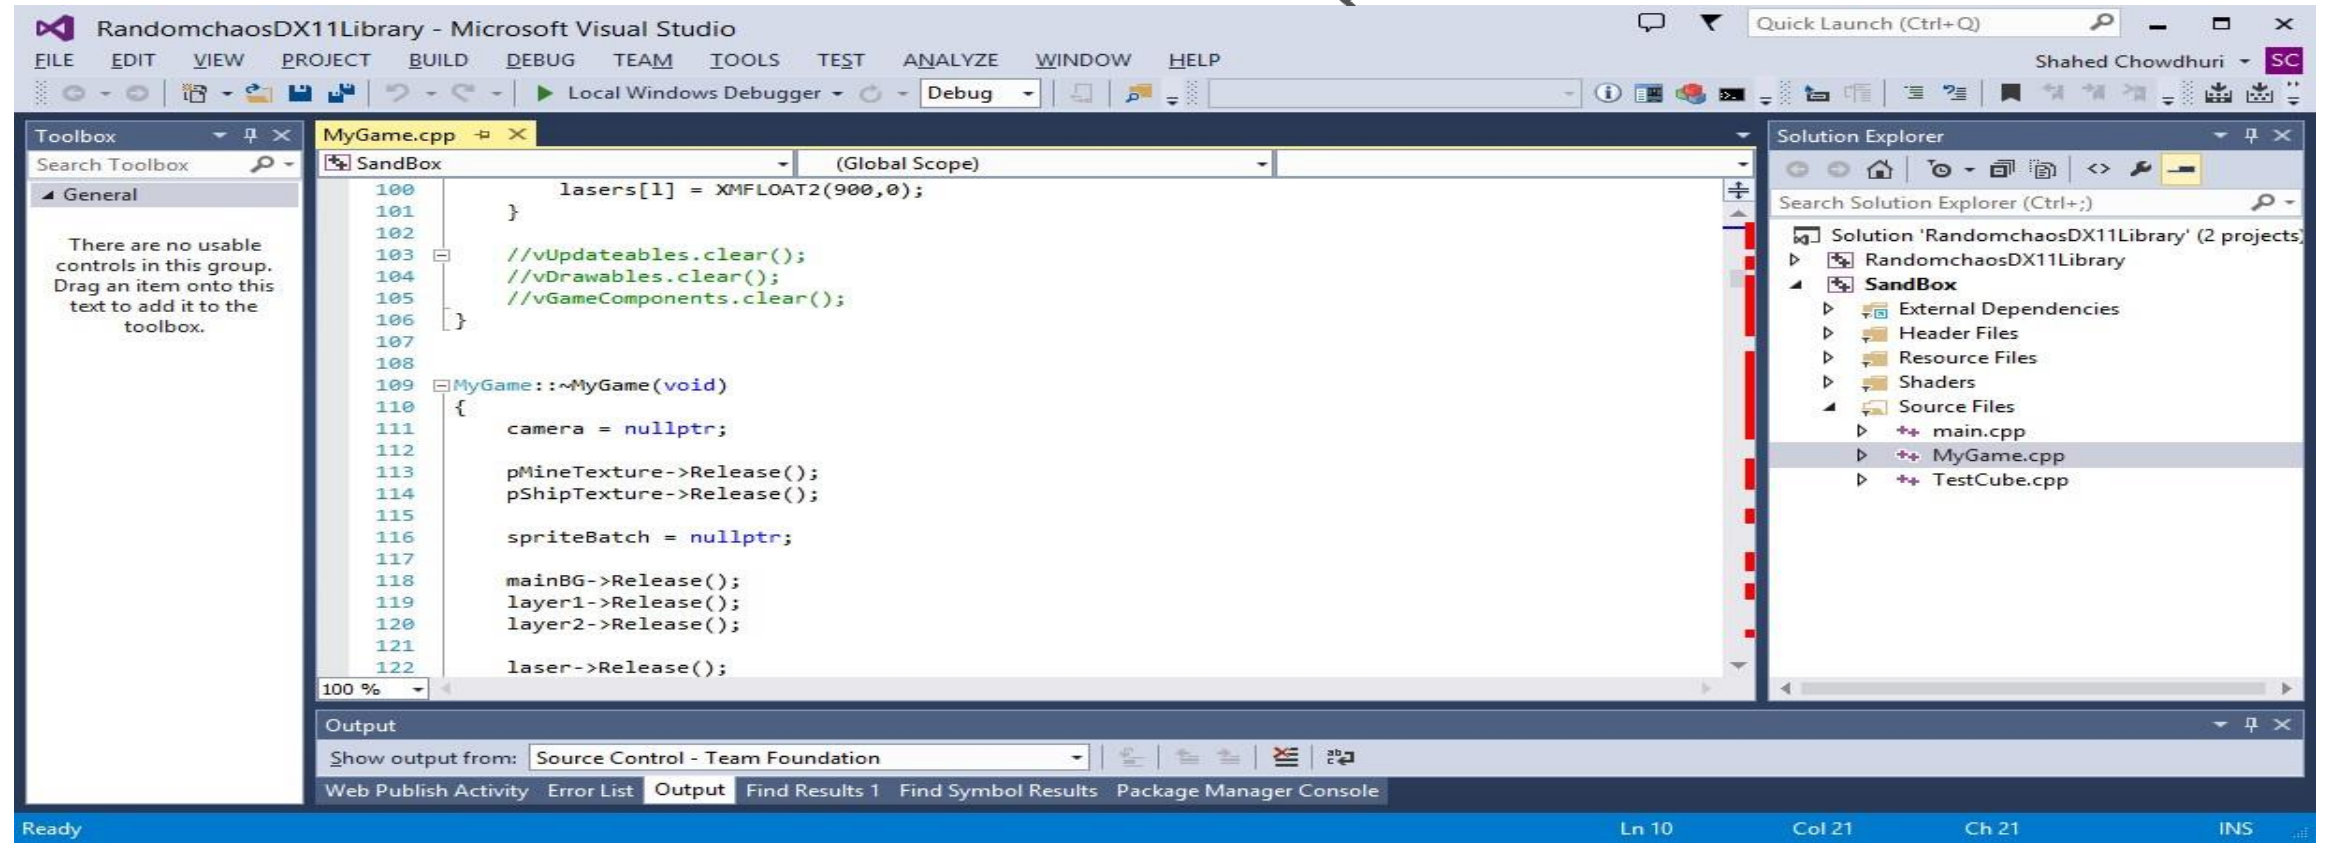 RandomchaosDX11Library - Microsoft Visual Studio
Quick Launch (Ctrl+Q)
FILE EDIT VIEW PROJECT BUILD DEBUG TEAM TOOLS TEST ANALYZE WINDOW HELP
Shahed Chowdhuri SC
Local Windows Debugger Debug
Toolbox
Search Toolbox
General
There are no usable
controls in this group.
Drag an item onto this
text to add it to the
toolbox.
MyGame.cpp
SandBox (Global Scope)
100 lasers[l] = XMFLOAT2(900,0);
101 }
102
103 //vUpdateables.clear();
104 //vDrawables.clear();
105 //vGameComponents.clear();
106 }
107
108
109 MyGame::~MyGame(void)
110 {
111 camera = nullptr;
112
113 pMineTexture->Release();
114 pShipTexture->Release();
115
116 spriteBatch = nullptr;
117
118 mainBG->Release();
119 layer1->Release();
120 layer2->Release();
121
122 laser->Release();
100 %
Solution Explorer
Search Solution Explorer (Ctrl+;)
Solution 'RandomchaosDX11Library' (2 projects)
RandomchaosDX11Library
SandBox
External Dependencies
Header Files
Resource Files
Shaders
Source Files
++ main.cpp
++ MyGame.cpp
++ TestCube.cpp
Output
Show output from: Source Control - Team Foundation
Web Publish Activity Error List Output Find Results 1 Find Symbol Results Package Manager Console
Ready Ln 10 Col 21 Ch 21 INS